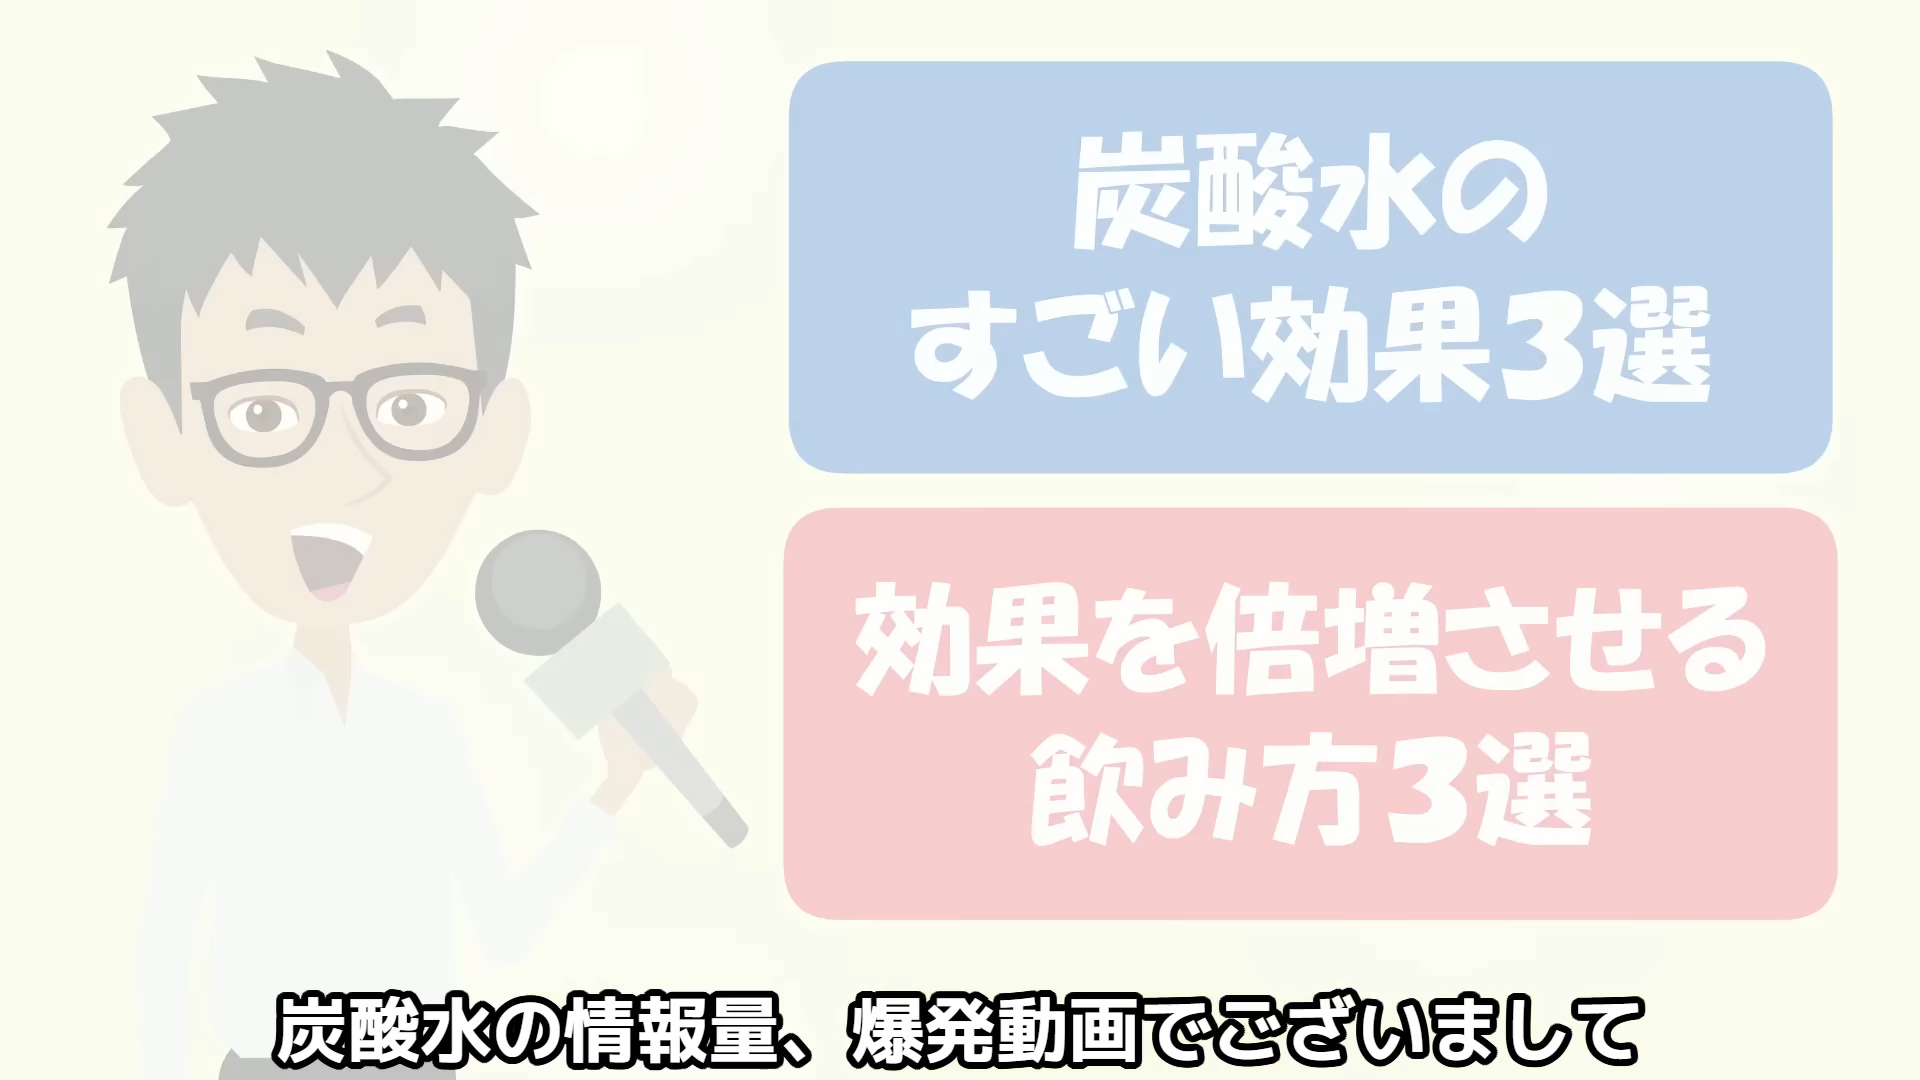 炭酸水の
すごい効果3選
効果を倍増させる
飲み方3選
炭酸水の情報量、爆発動画でございまして